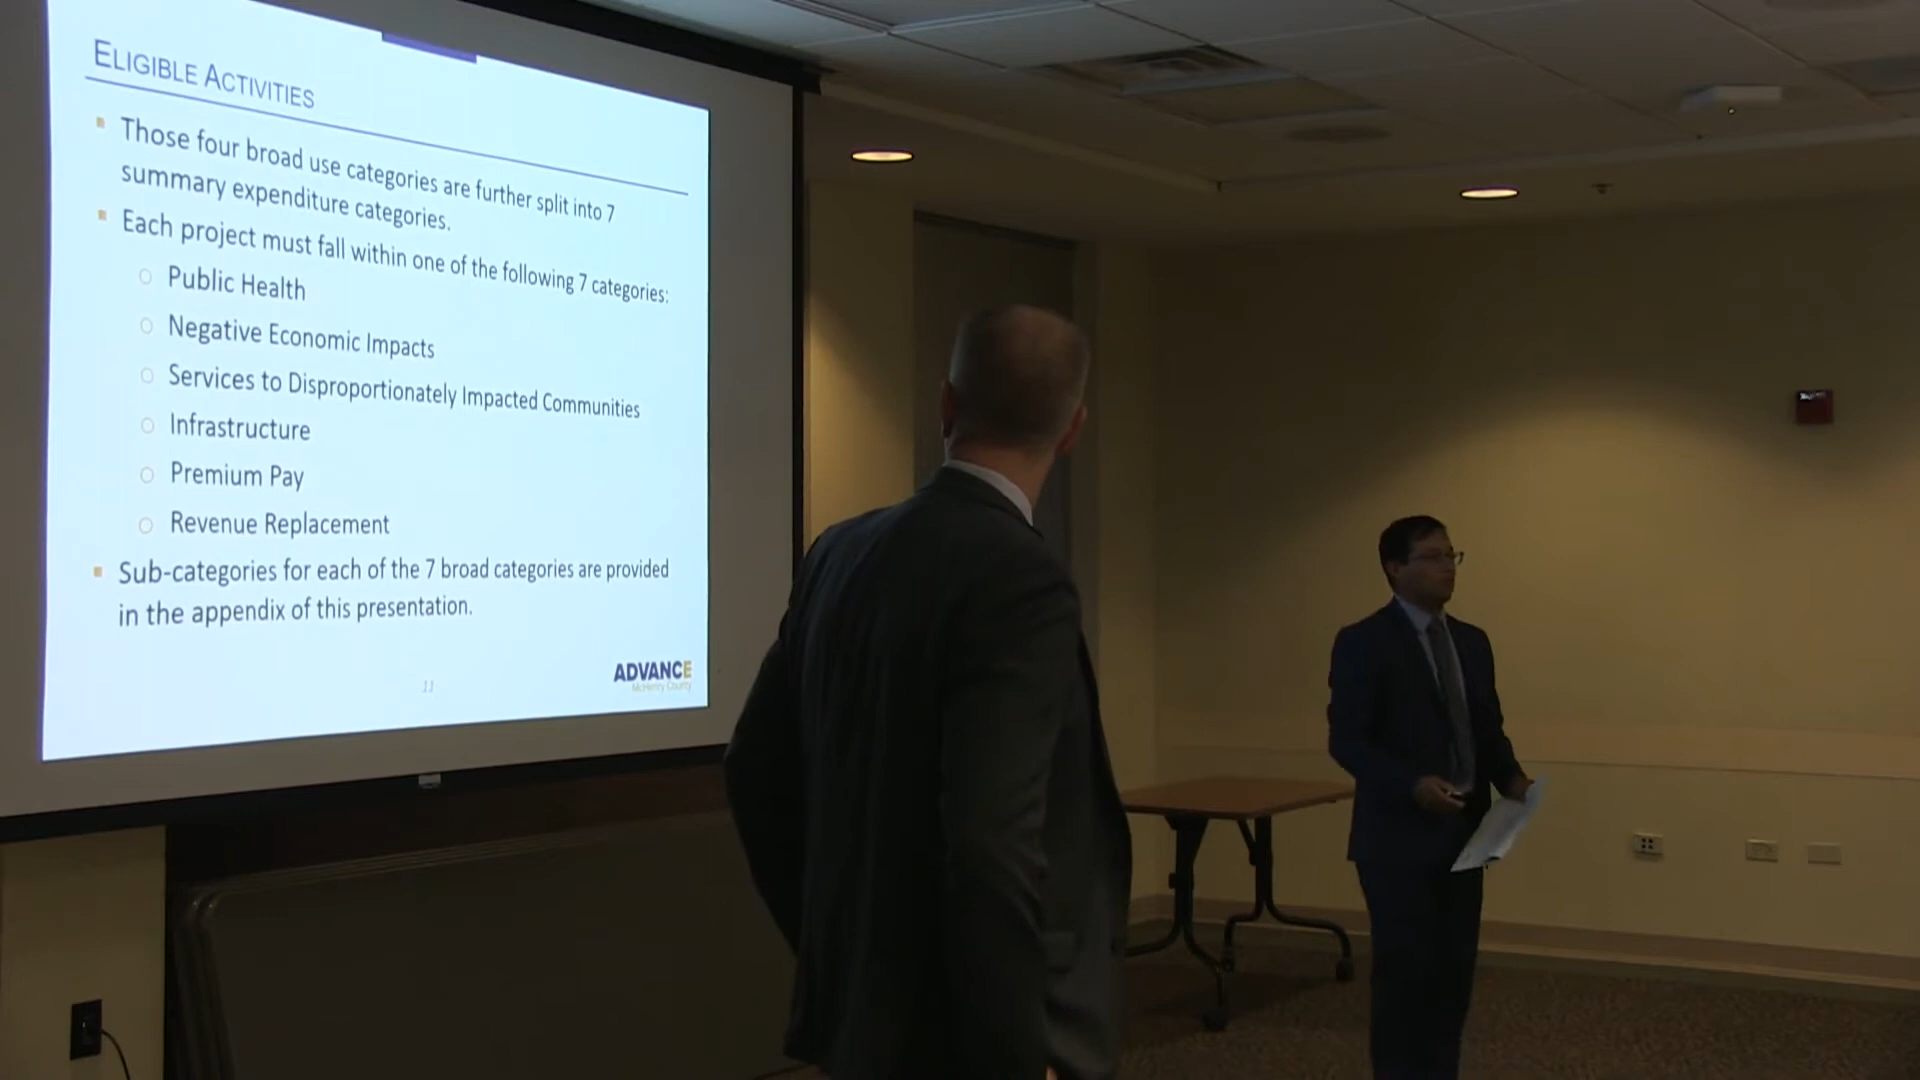 ELIGIBLE ACTIVITIES
Those four broad use categories are further split into 7
summary expenditure categories.
Each project must fall within one of the following 7 categories:
Public Health
Negative Economic Impacts
Services to Disproportionately Impacted Communities
Infrastructure
Premium Pay
Revenue Replacement
Sub-categories for each of the 7 broad categories are provided
in the appendix of this presentation.
11
ADVANCE
McHenry County